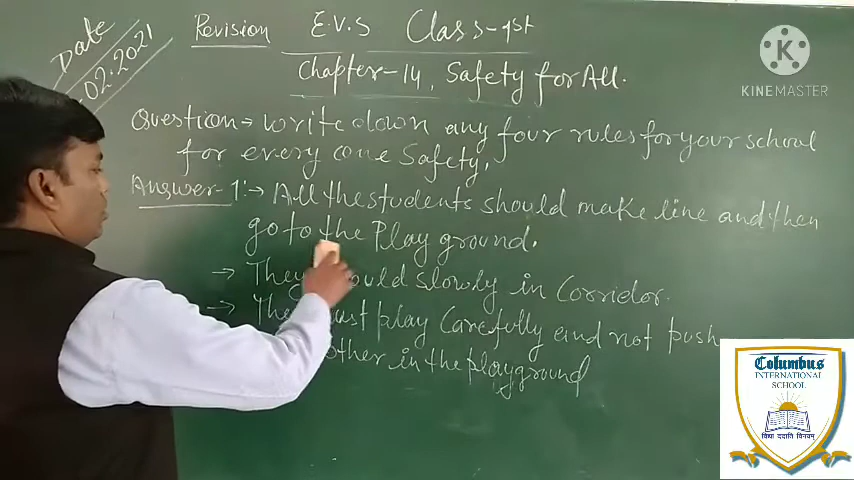 Date
.02.2021
Revision E.V.S Class-1st
Chapter-14, Safety for All.
Question→ Write down any four rules for your school
for every one Safety.
Answer-1:→ All the students should make line and then
go to the Play ground.
→ They should slowly in Corridor.
→ The must play Carefully and not push
other in the playground
KINEMASTER
Columbus
INTERNATIONAL
SCHOOL
विद्या ददाति विनयम्